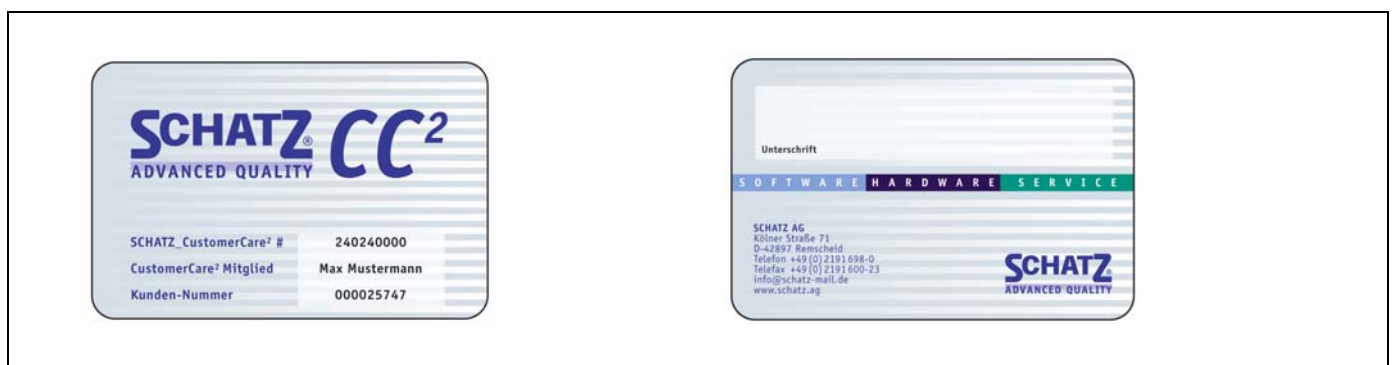 SCHATZ® CC²
ADVANCED QUALITY
SCHATZ_CustomerCare² # 240240000
CustomerCare² Mitglied Max Mustermann
Kunden-Nummer 000025747
Unterschrift
SOFTWARE HARDWARE SERVICE
SCHATZ AG
Kölner Straße 71
D-42897 Remscheid
Telefon +49 (0) 2191 698-0
Telefax +49 (0) 2191 600-23
info@schatz-mail.de
www.schatz.ag
SCHATZ®
ADVANCED QUALITY